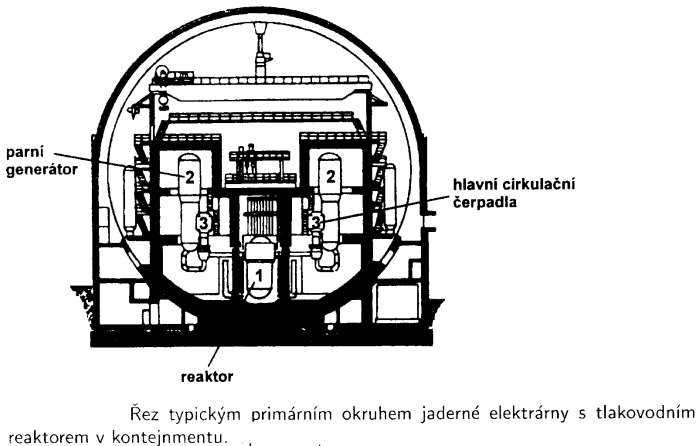 parní
generátor
2
2
hlavní cirkulační
čerpadla
3
3
1
reaktor
Řez typickým primárním okruhem jaderné elektrárny s tlakovodním
reaktorem v kontejnmentu.